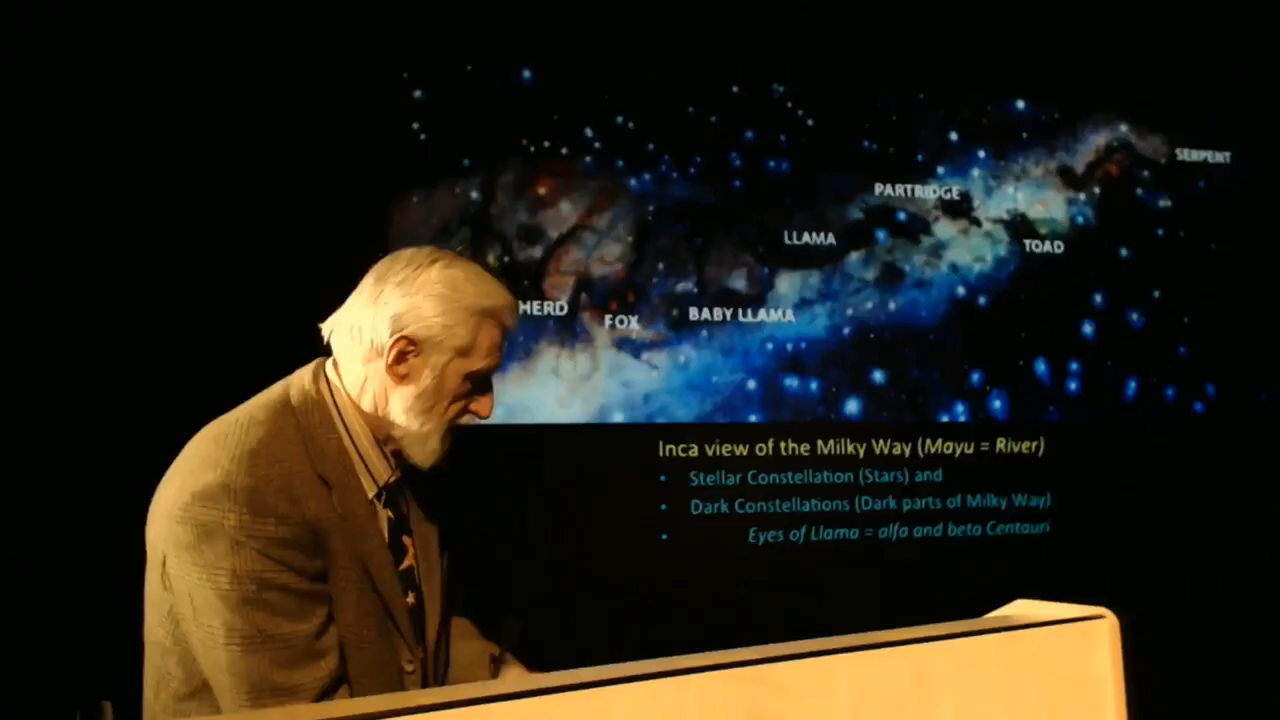 SERPENT
PARTRIDGE
LLAMA
TOAD
HERD
FOX
BABY LLAMA
Inca view of the Milky Way (Mayu = River)
• Stellar Constellation (Stars) and
• Dark Constellations (Dark parts of Milky Way)
• Eyes of Llama = alfa and beta Centauri